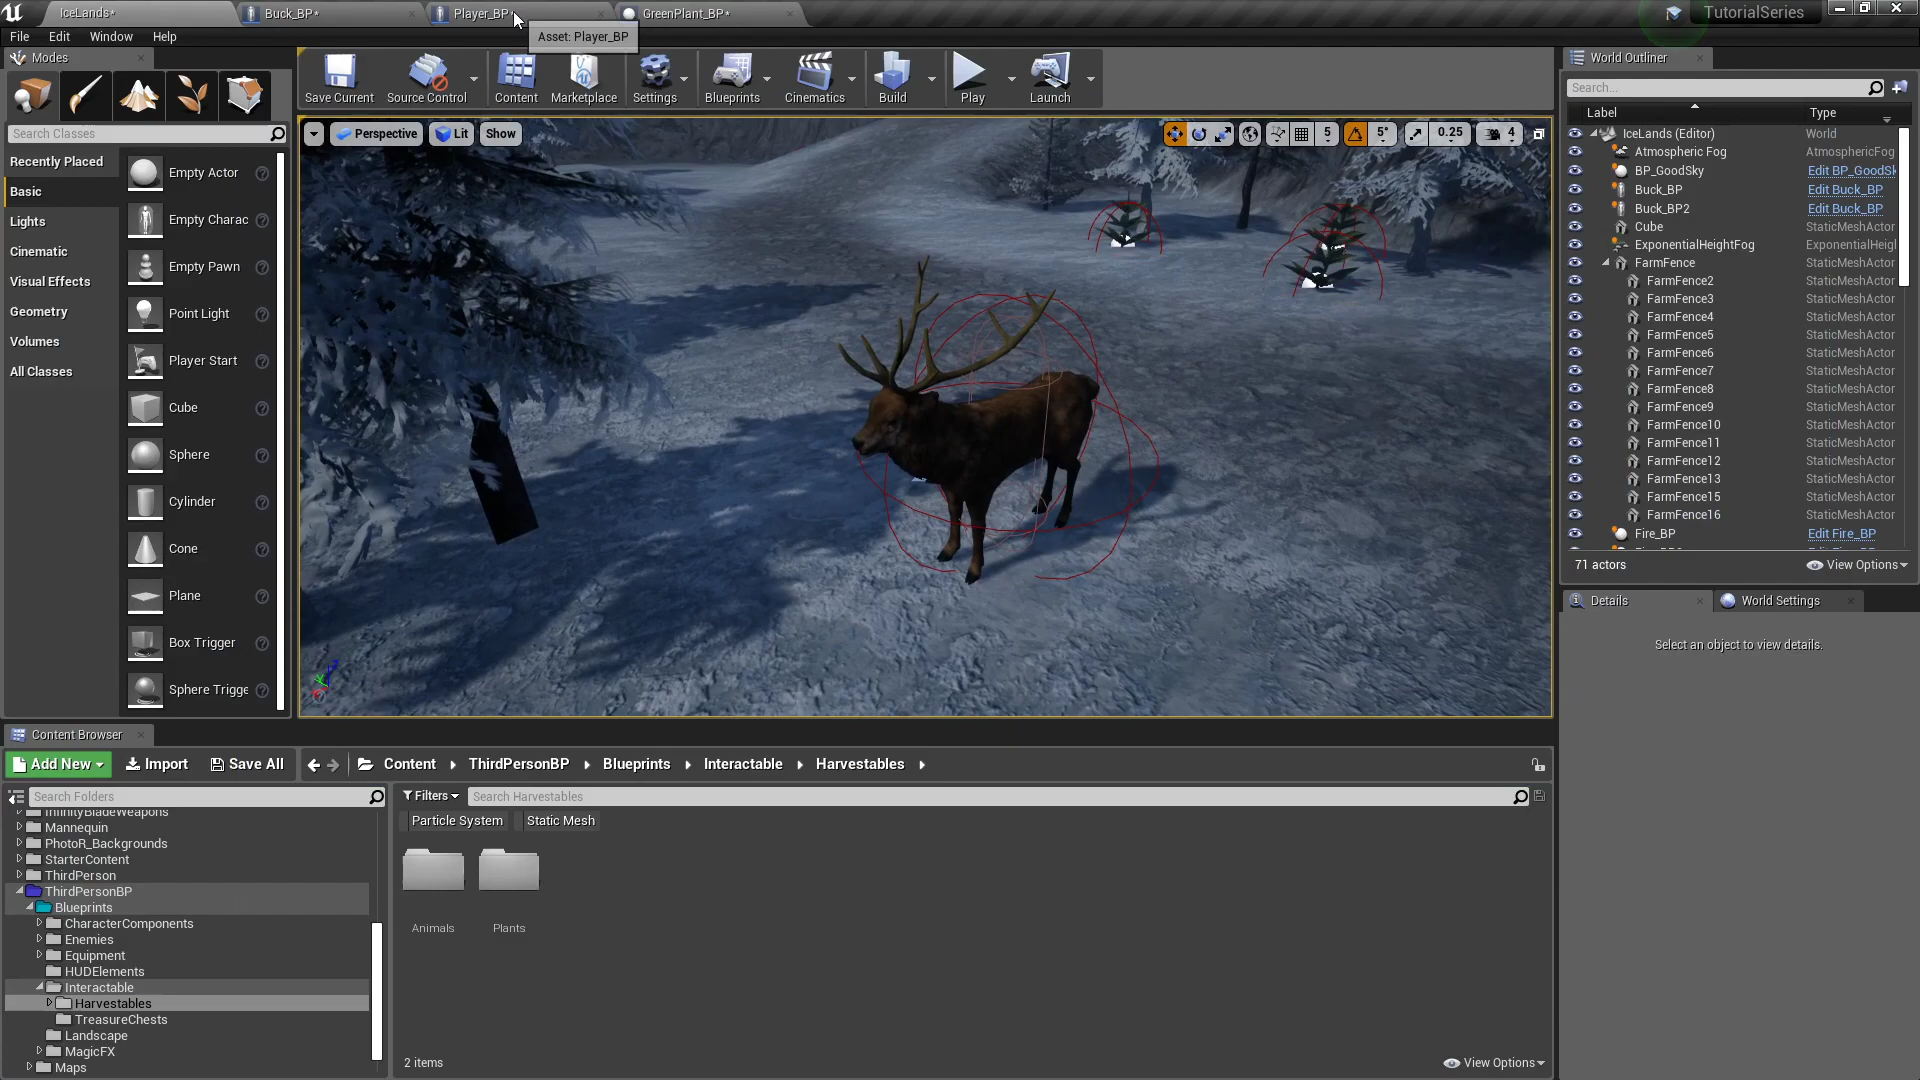 IceLands*
Buck_BP*
Player_BP*
GreenPlant_BP*
TutorialSeries
File
Edit
Window
Help
Asset: Player_BP
Modes
Search Classes
Recently Placed
Basic
Lights
Cinematic
Visual Effects
Geometry
Volumes
All Classes
Empty Actor
Empty Charac
Empty Pawn
Point Light
Player Start
Cube
Sphere
Cylinder
Cone
Plane
Box Trigger
Sphere Trigge
Save Current
Source Control
Content
Marketplace
Settings
Blueprints
Cinematics
Build
Play
Launch
Perspective
Lit
Show
5
5°
0.25
4
World Outliner
Search...
Label
Type
IceLands (Editor) World
Atmospheric Fog AtmosphericFog
BP_GoodSky Edit BP_GoodSk
Buck_BP Edit Buck_BP
Buck_BP2 Edit Buck_BP
Cube StaticMeshActor
ExponentialHeightFog ExponentialHeigl
FarmFence StaticMeshActor
FarmFence2 StaticMeshActor
FarmFence3 StaticMeshActor
FarmFence4 StaticMeshActor
FarmFence5 StaticMeshActor
FarmFence6 StaticMeshActor
FarmFence7 StaticMeshActor
FarmFence8 StaticMeshActor
FarmFence9 StaticMeshActor
FarmFence10 StaticMeshActor
FarmFence11 StaticMeshActor
FarmFence12 StaticMeshActor
FarmFence13 StaticMeshActor
FarmFence15 StaticMeshActor
FarmFence16 StaticMeshActor
Fire_BP Edit Fire_BP
71 actors
View Options
Details
World Settings
Select an object to view details.
Content Browser
Add New
Import
Save All
Content
ThirdPersonBP
Blueprints
Interactable
Harvestables
Search Folders
Filters
Search Harvestables
Particle System
Static Mesh
InfinityBladeWeapons
Mannequin
PhotoR_Backgrounds
StarterContent
ThirdPerson
ThirdPersonBP
Blueprints
CharacterComponents
Enemies
Equipment
HUDElements
Interactable
Harvestables
TreasureChests
Landscape
MagicFX
Maps
Animals
Plants
2 items
View Options